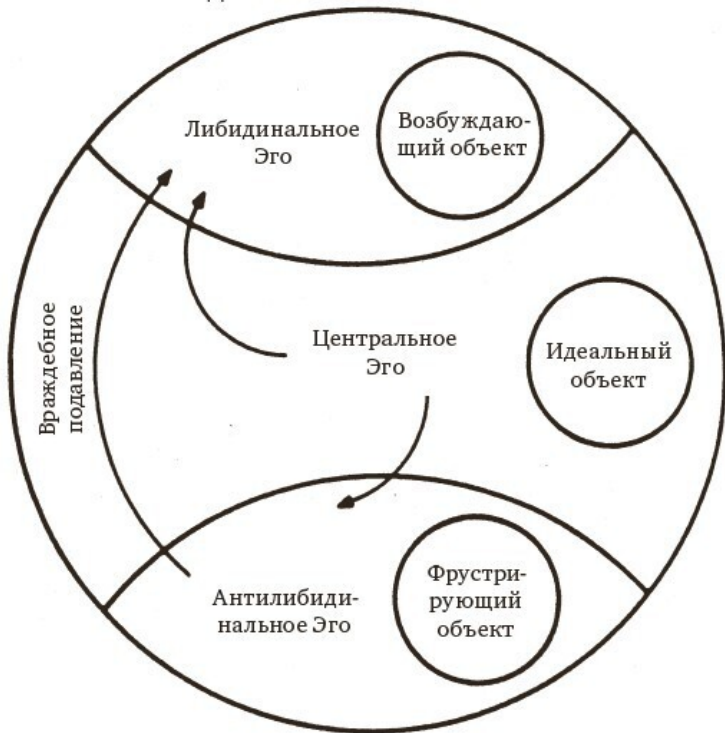 Либидинальное
Эго
Возбуждаю-
щий объект
Враждебное
подавление
Центральное
Эго
Идеальный
объект
Антилибиди-
нальное Эго
Фрустри-
рующий
объект